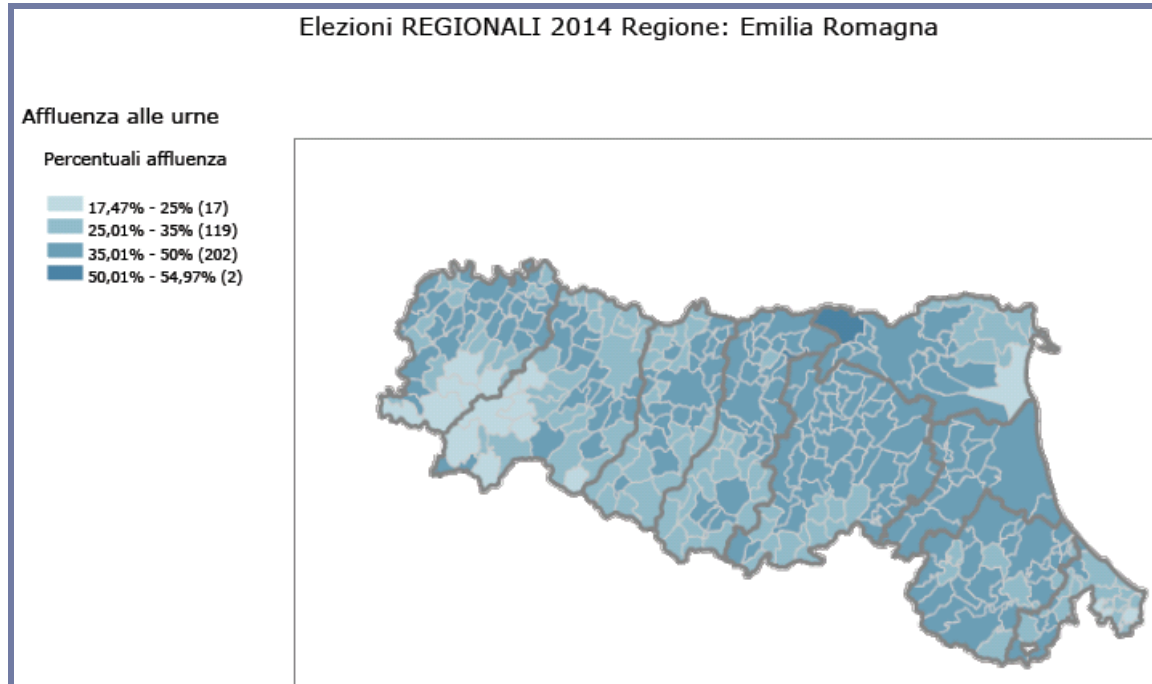 Elezioni REGIONALI 2014 Regione: Emilia Romagna
Affluenza alle urne
Percentuali affluenza
17,47% - 25% (17)
25,01% - 35% (119)
35,01% - 50% (202)
50,01% - 54,97% (2)